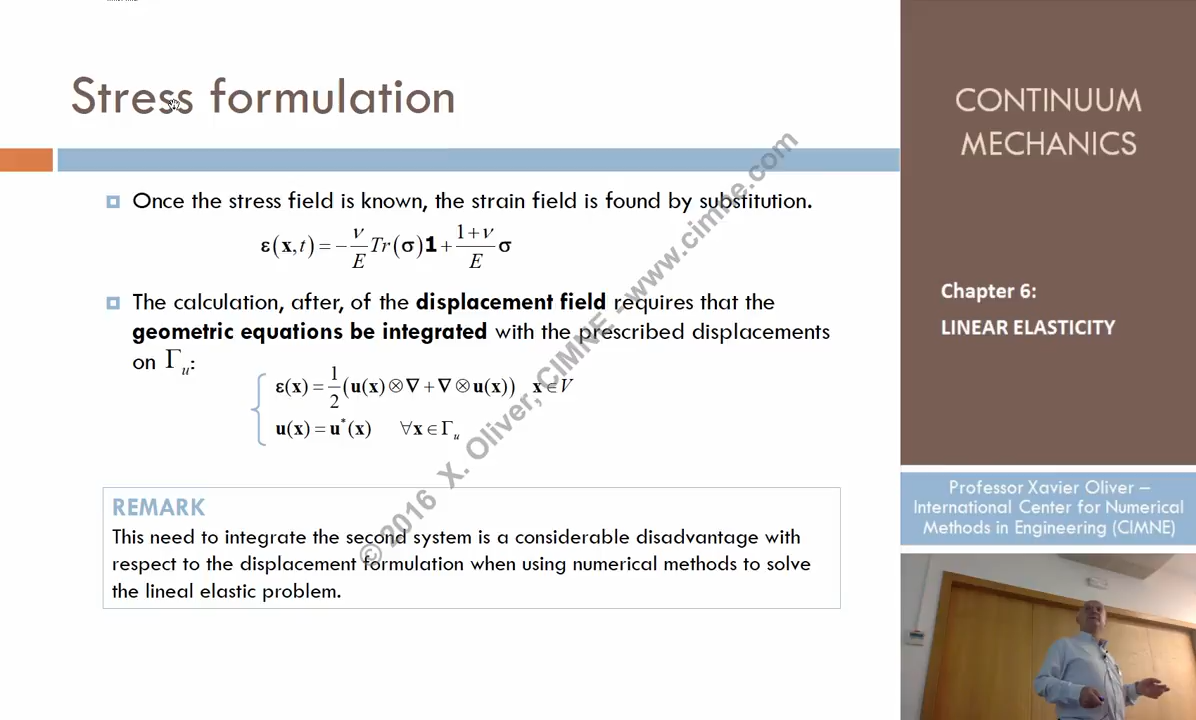 Stress formulation
Once the stress field is known, the strain field is found by substitution.
ε(x,t) = −ν/E Tr(σ)1 + (1+ν)/E σ
The calculation, after, of the displacement field requires that the
geometric equations be integrated with the prescribed displacements
on Γu:
ε(x) = 1/2 (u(x)⊗∇ + ∇⊗u(x)) x∈V
u(x) = u*(x) ∀x∈Γu
REMARK
This need to integrate the second system is a considerable disadvantage with
respect to the displacement formulation when using numerical methods to solve
the lineal elastic problem.
© 2016 X. Oliver, CIMNE - www.cimne.com
CONTINUUM
MECHANICS
Chapter 6:
LINEAR ELASTICITY
Professor Xavier Oliver –
International Center for Numerical
Methods in Engineering (CIMNE)